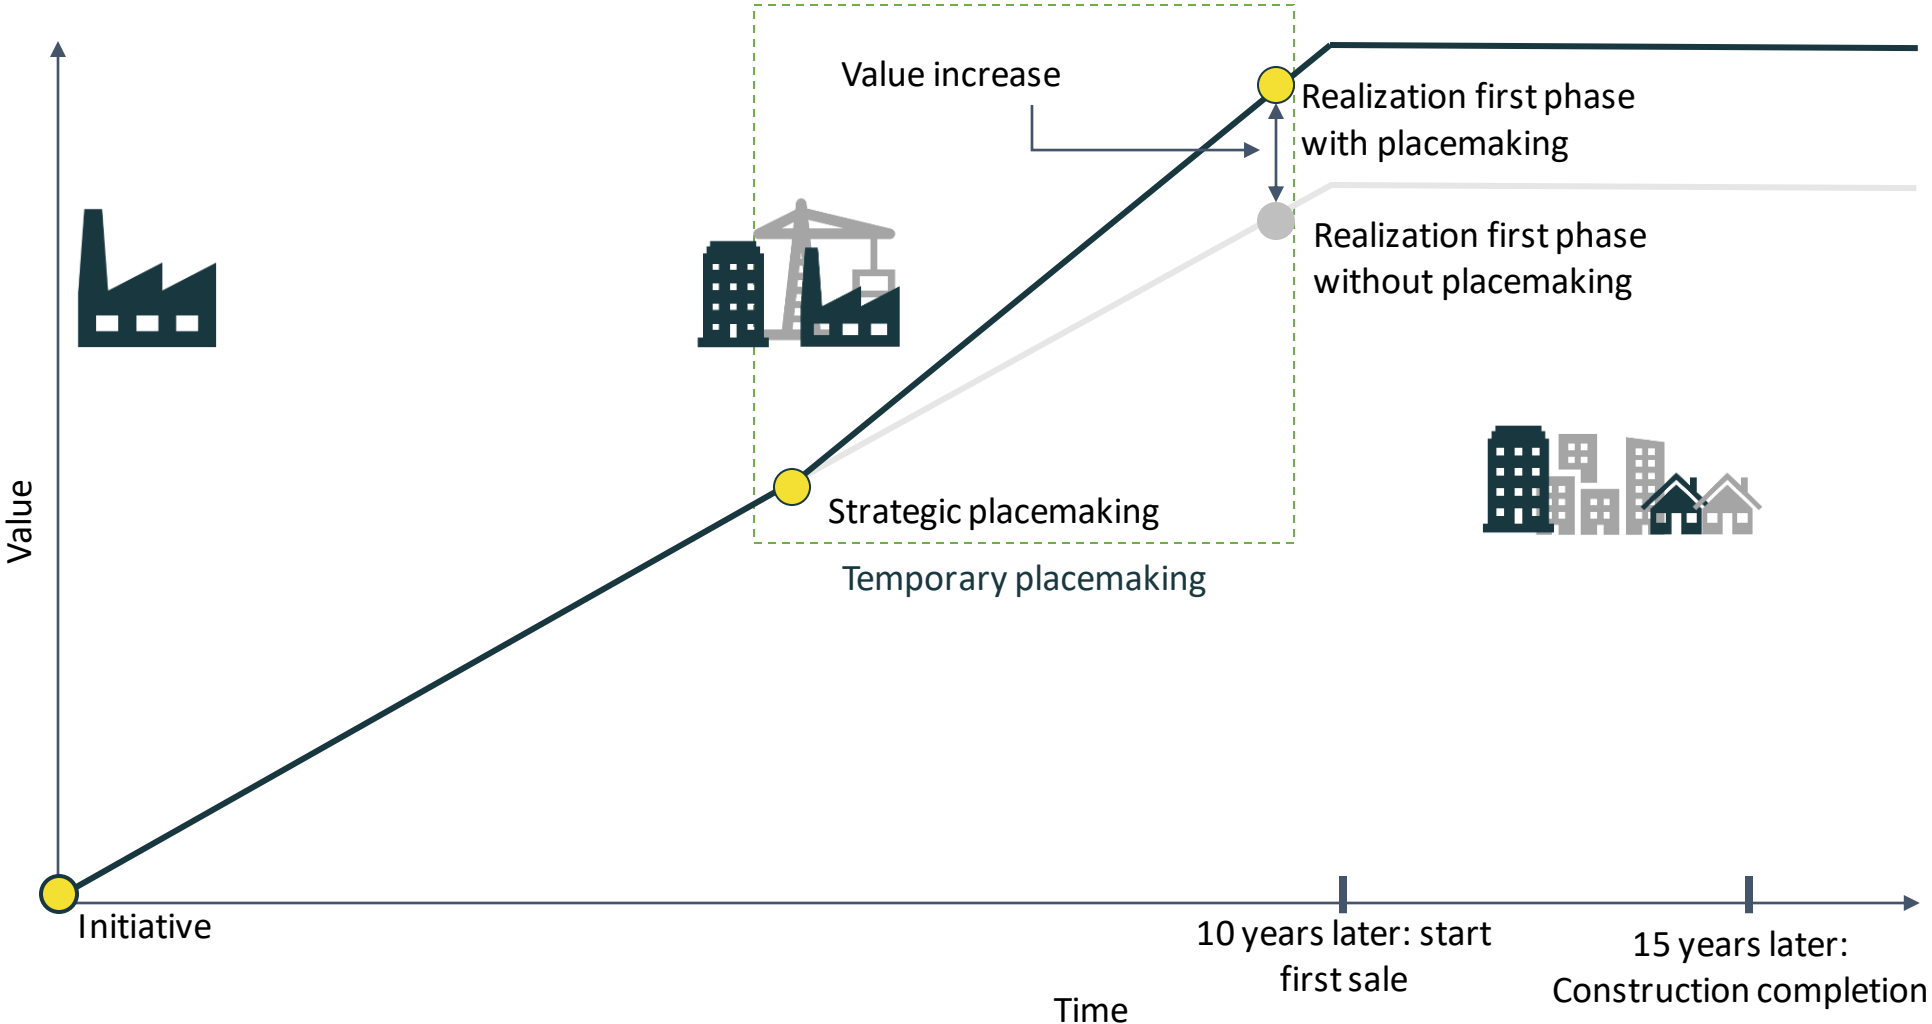 Value increase
Realization first phase
with placemaking
Realization first phase
without placemaking
Value
Strategic placemaking
Temporary placemaking
Initiative
10 years later: start
first sale
15 years later:
Construction completion
Time